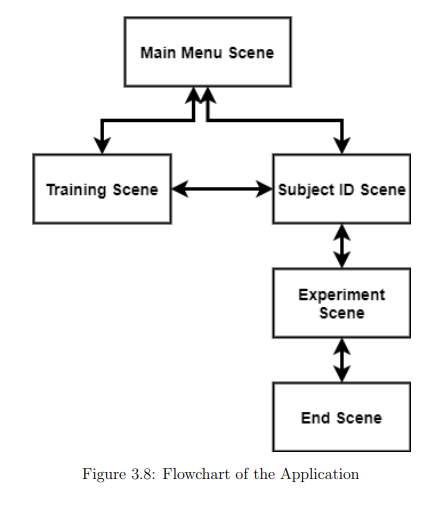 Main Menu Scene
Training Scene
Subject ID Scene
Experiment
Scene
End Scene
Figure 3.8: Flowchart of the Application